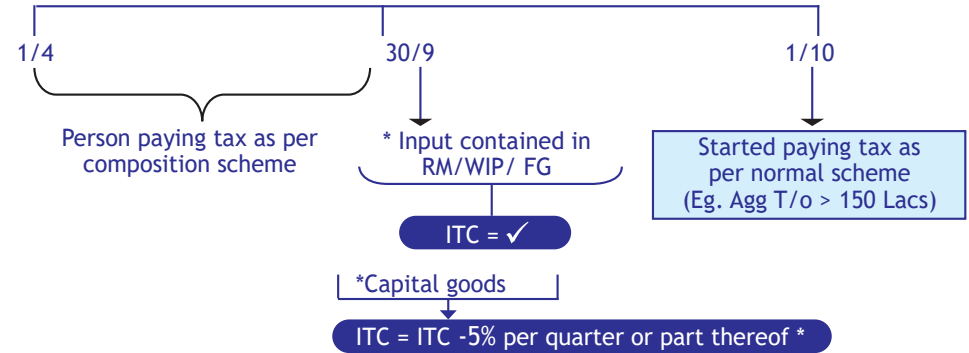 1/4
30/9
1/10
Person paying tax as per
composition scheme
* Input contained in
RM/WIP/ FG
Started paying tax as
per normal scheme
(Eg. Agg T/o > 150 Lacs)
ITC = ✓
*Capital goods
ITC = ITC -5% per quarter or part thereof *